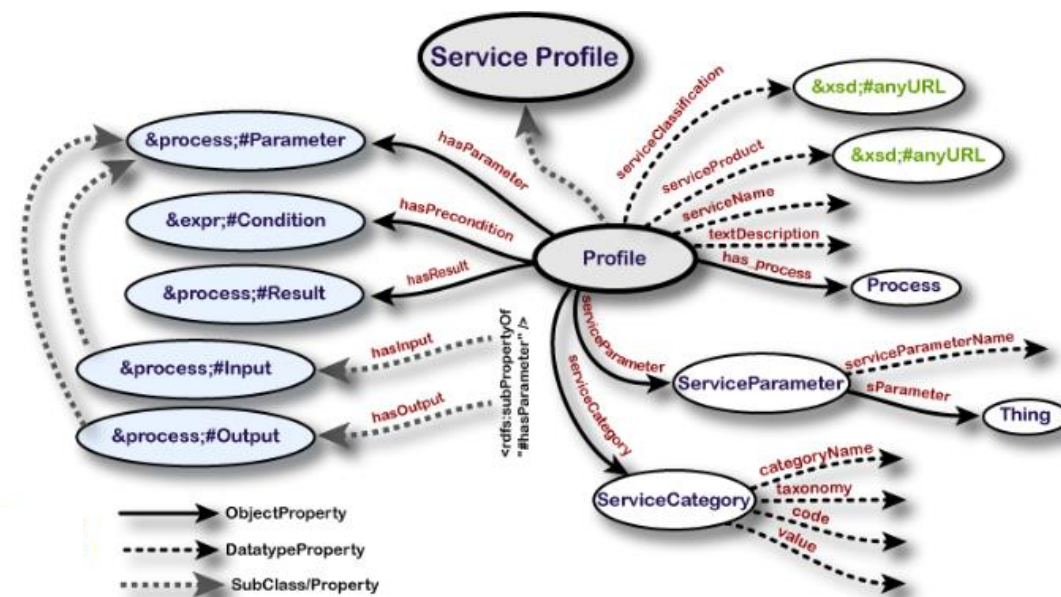 Service Profile
serviceClassification
&xsd;#anyURL
&process;#Parameter
hasParameter
serviceProduct
&xsd;#anyURL
serviceName
&expr;#Condition
hasPrecondition
textDescription
Profile
has_process
Process
&process;#Result
hasResult
<rdfs:subPropertyOf
"#hasParameter" />
hasInput
&process;#Input
serviceParameter
ServiceParameter
serviceParameterName
sParameter
Thing
hasOutput
&process;#Output
serviceCategory
ServiceCategory
categoryName
taxonomy
code
value
ObjectProperty
DatatypeProperty
SubClass/Property